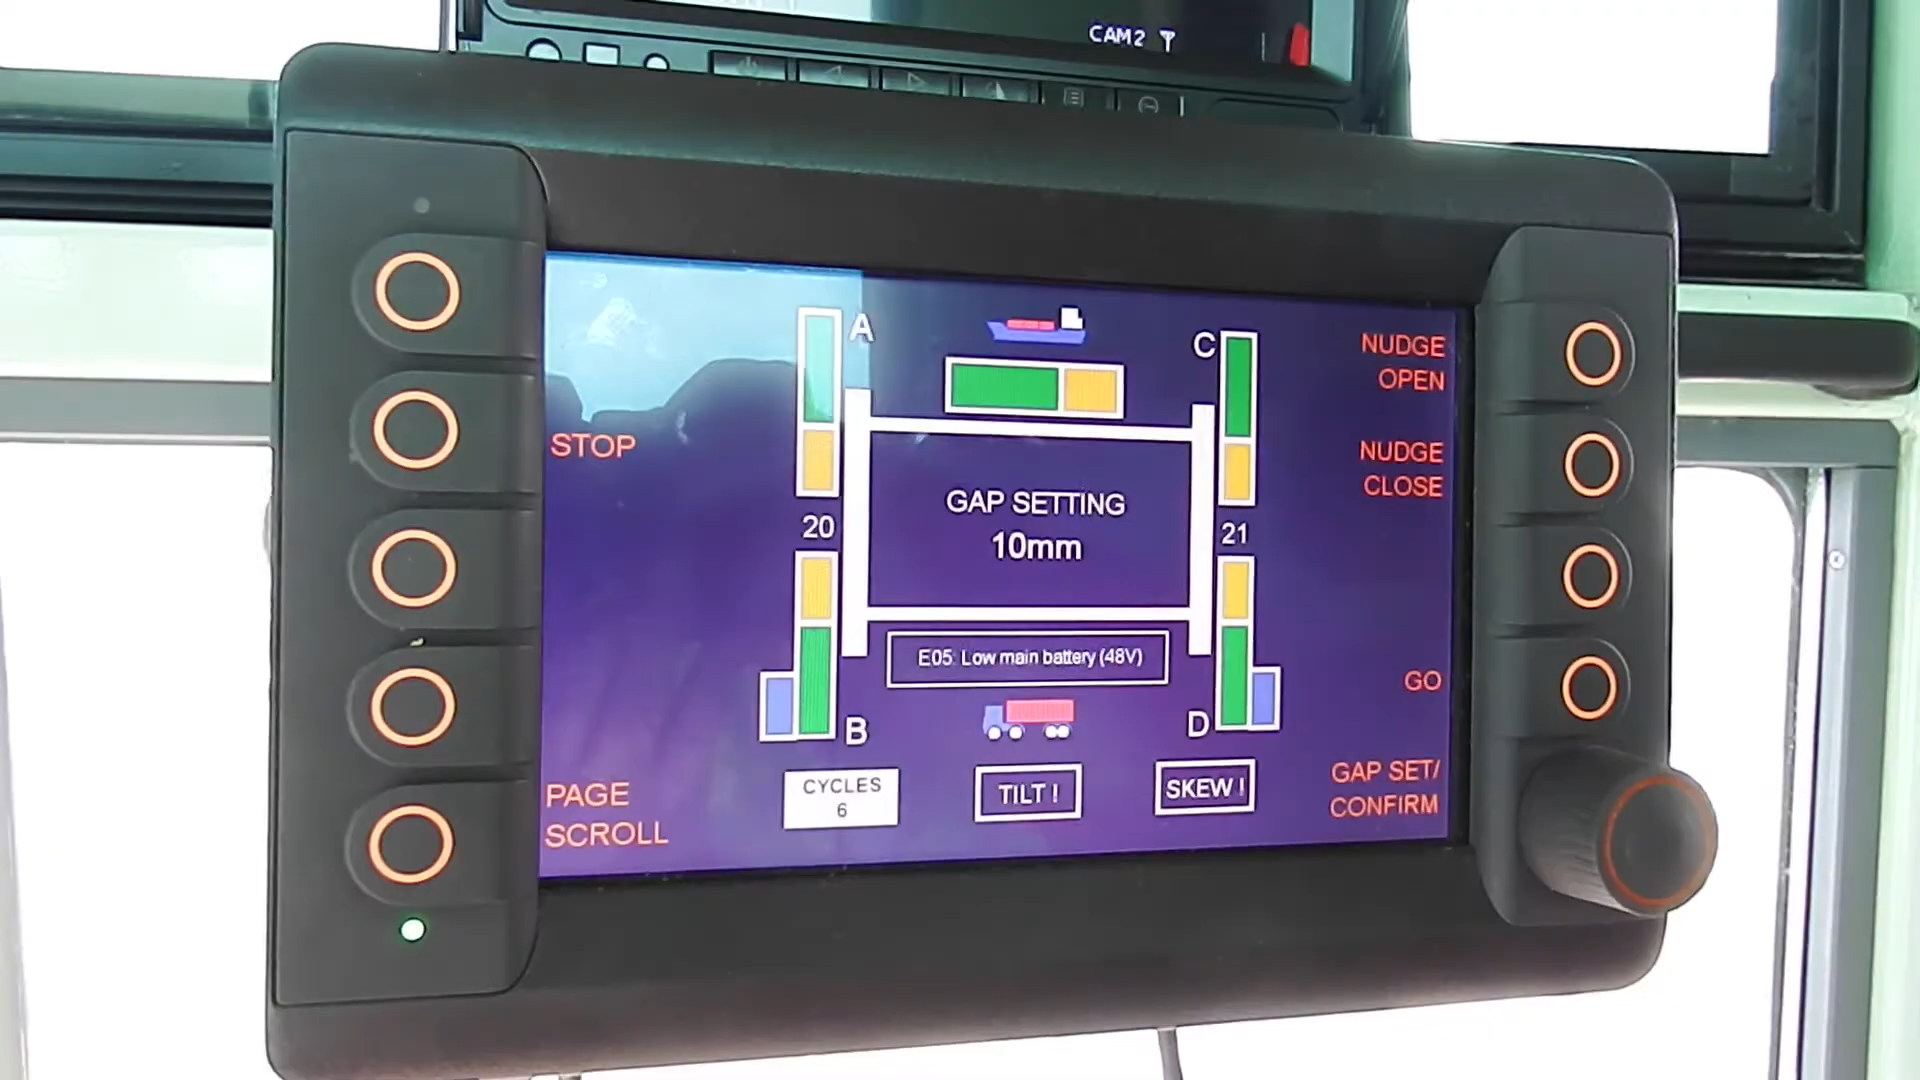 CAM2
A
C
NUDGE
OPEN
STOP
NUDGE
CLOSE
GAP SETTING
10mm
20
21
E05: Low main battery (48V)
GO
B
D
PAGE
SCROLL
CYCLES
6
TILT !
SKEW !
GAP SET/
CONFIRM